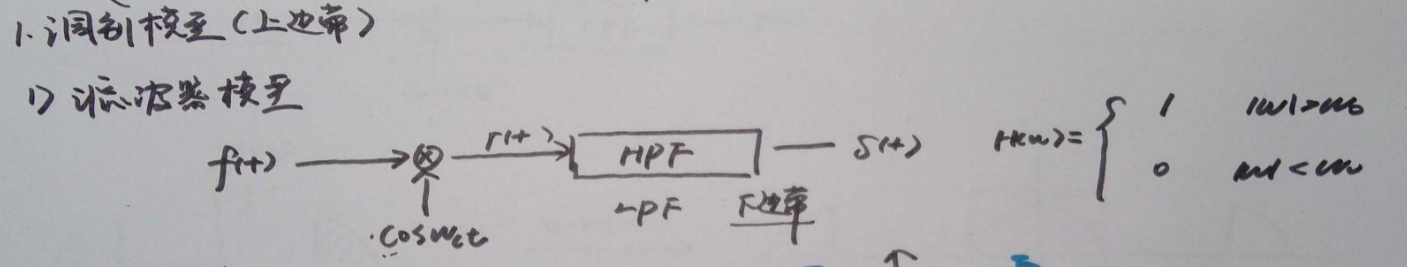 1. 调制模型(上边带)
1) 滤波器模型
f(t) ⊗ r(t) HPF S(t) H(ω)= { 1 |ω|>ω₀
0 |ω|<ω₀
LPF 下边带
cosωct